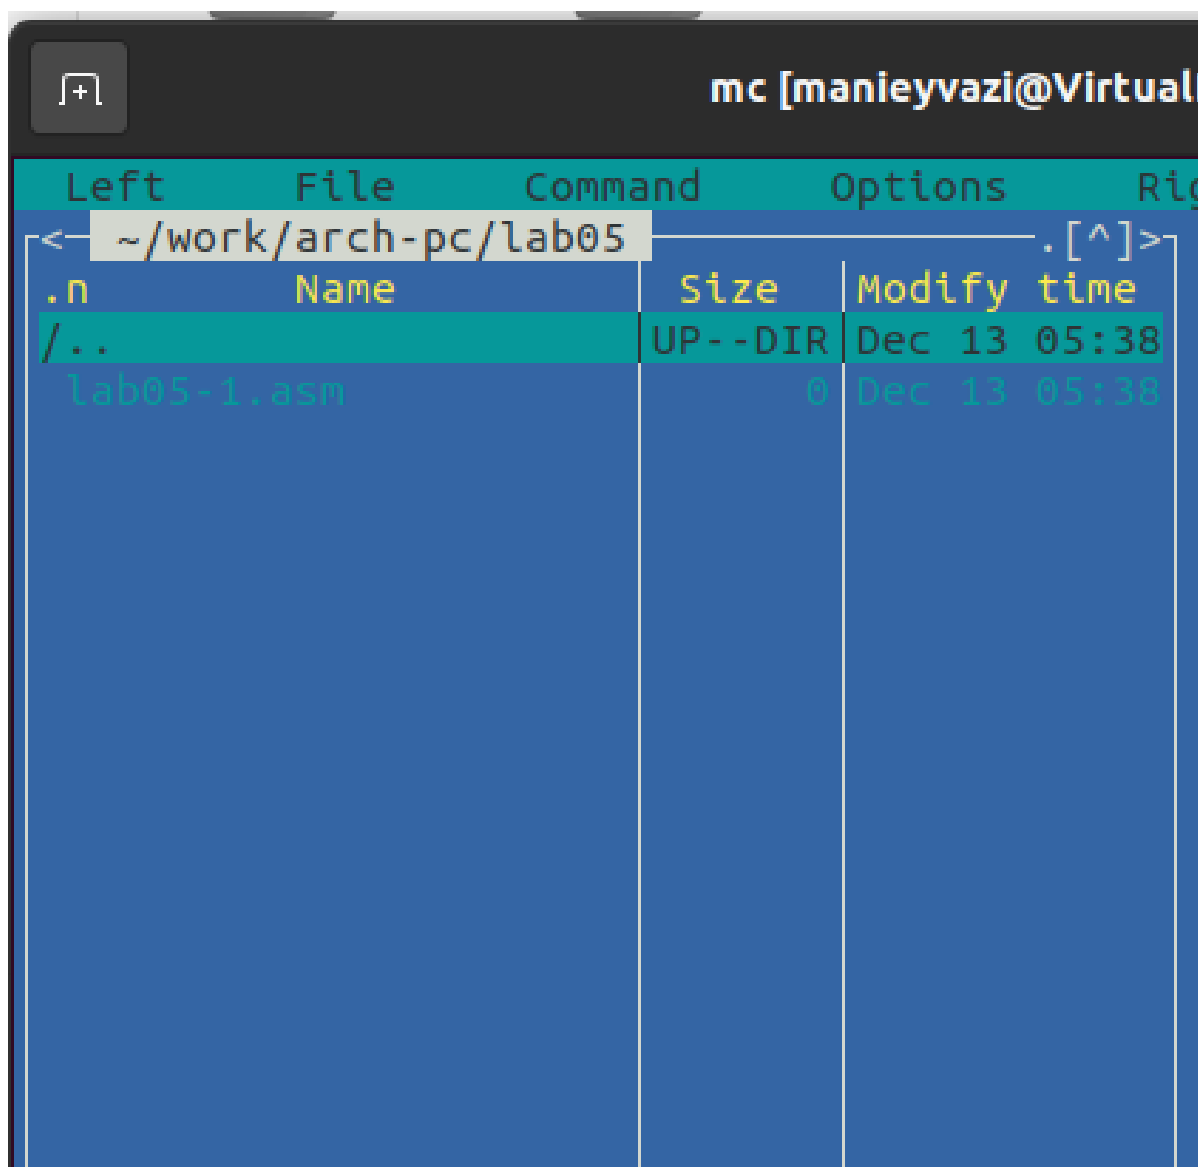 mc [manieyvazi@Virtual
Left File Command Options Rig
<- ~/work/arch-pc/lab05 .[^]>
.n Name Size Modify time
/.. UP--DIR Dec 13 05:38
lab05-1.asm 0 Dec 13 05:38